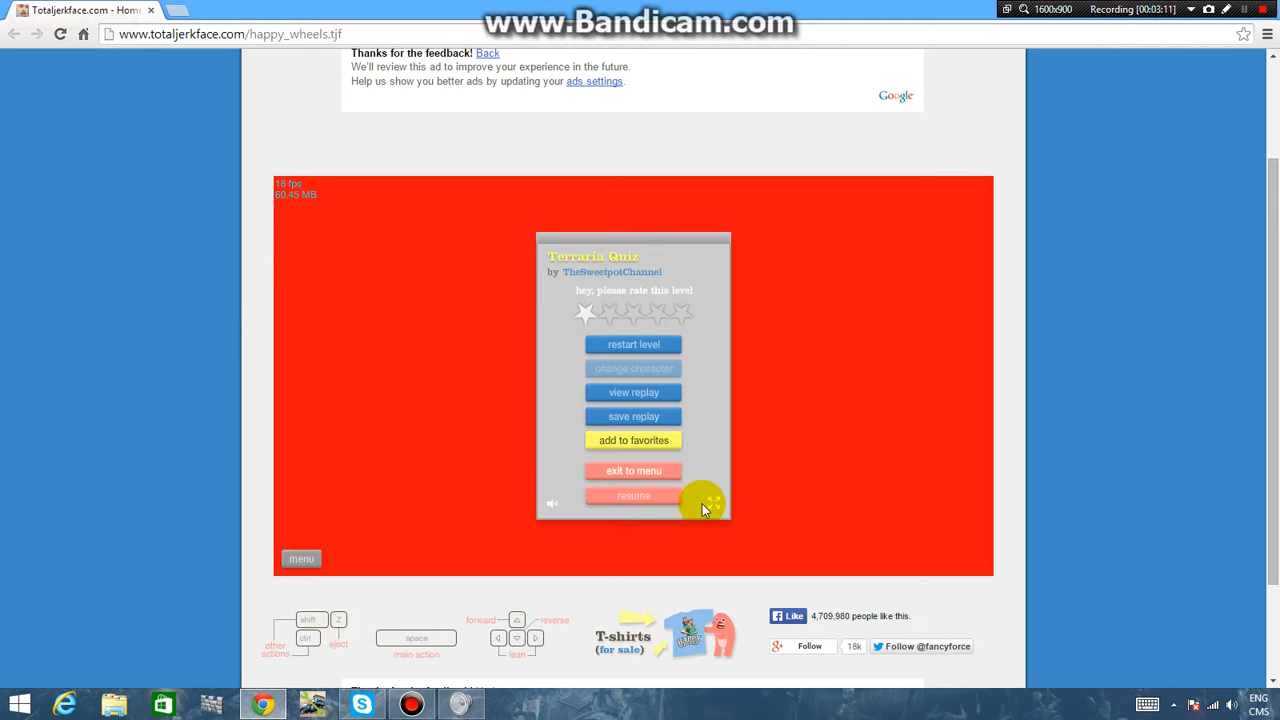 Totaljerkface.com - Home
www.Bandicam.com
1600x900
Recording [00:03:11]
www.totaljerkface.com/happy_wheels.tjf
Thanks for the feedback! Back
We'll review this ad to improve your experience in the future.
Help us show you better ads by updating your ads settings.
Google
18 fps
60.45 MB
Terraria Quiz
by TheSweetpotChannel
hey, please rate this level
restart level
change character
view replay
save replay
add to favorites
exit to menu
resume
menu
shift
Z
ctrl
other actions
eject
space
main action
forward
reverse
lean
T-shirts
(for sale)
HAPPY WHEELS
Like
4,709,980 people like this.
Follow
18k
Follow @fancyforce
ENG
CMS